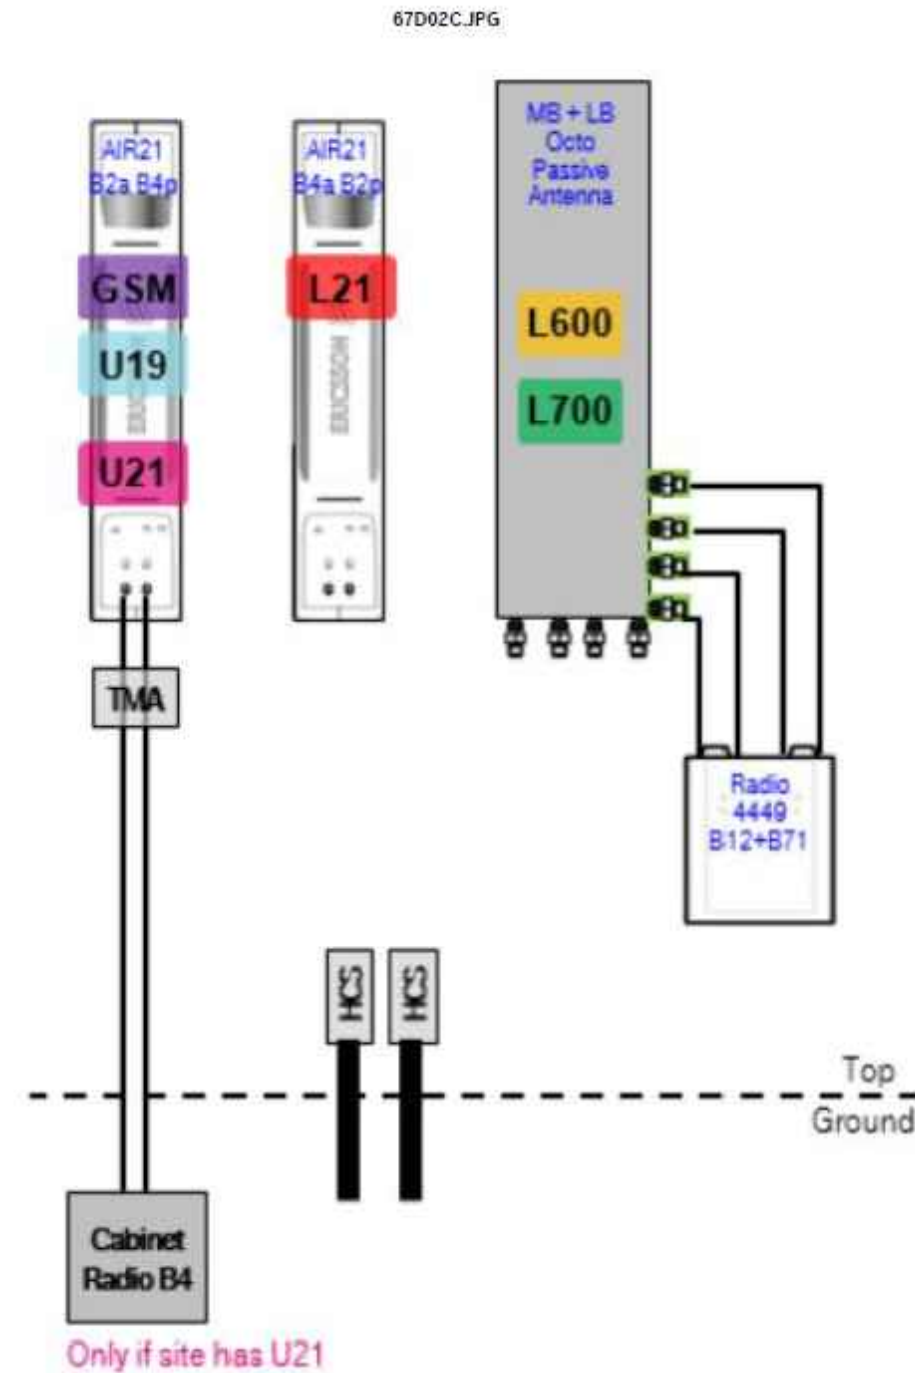 67D02C.JPG
AIR21
B2a B4p
GSM
U19
ERICSSON
U21
TMA
AIR21
B4a B2p
L21
ERICSSON
MB + LB
Octo
Passive
Antenna
L600
L700
Radio
4449
B12+B71
HCS
HCS
Top
Ground
Cabinet
Radio B4
Only if site has U21